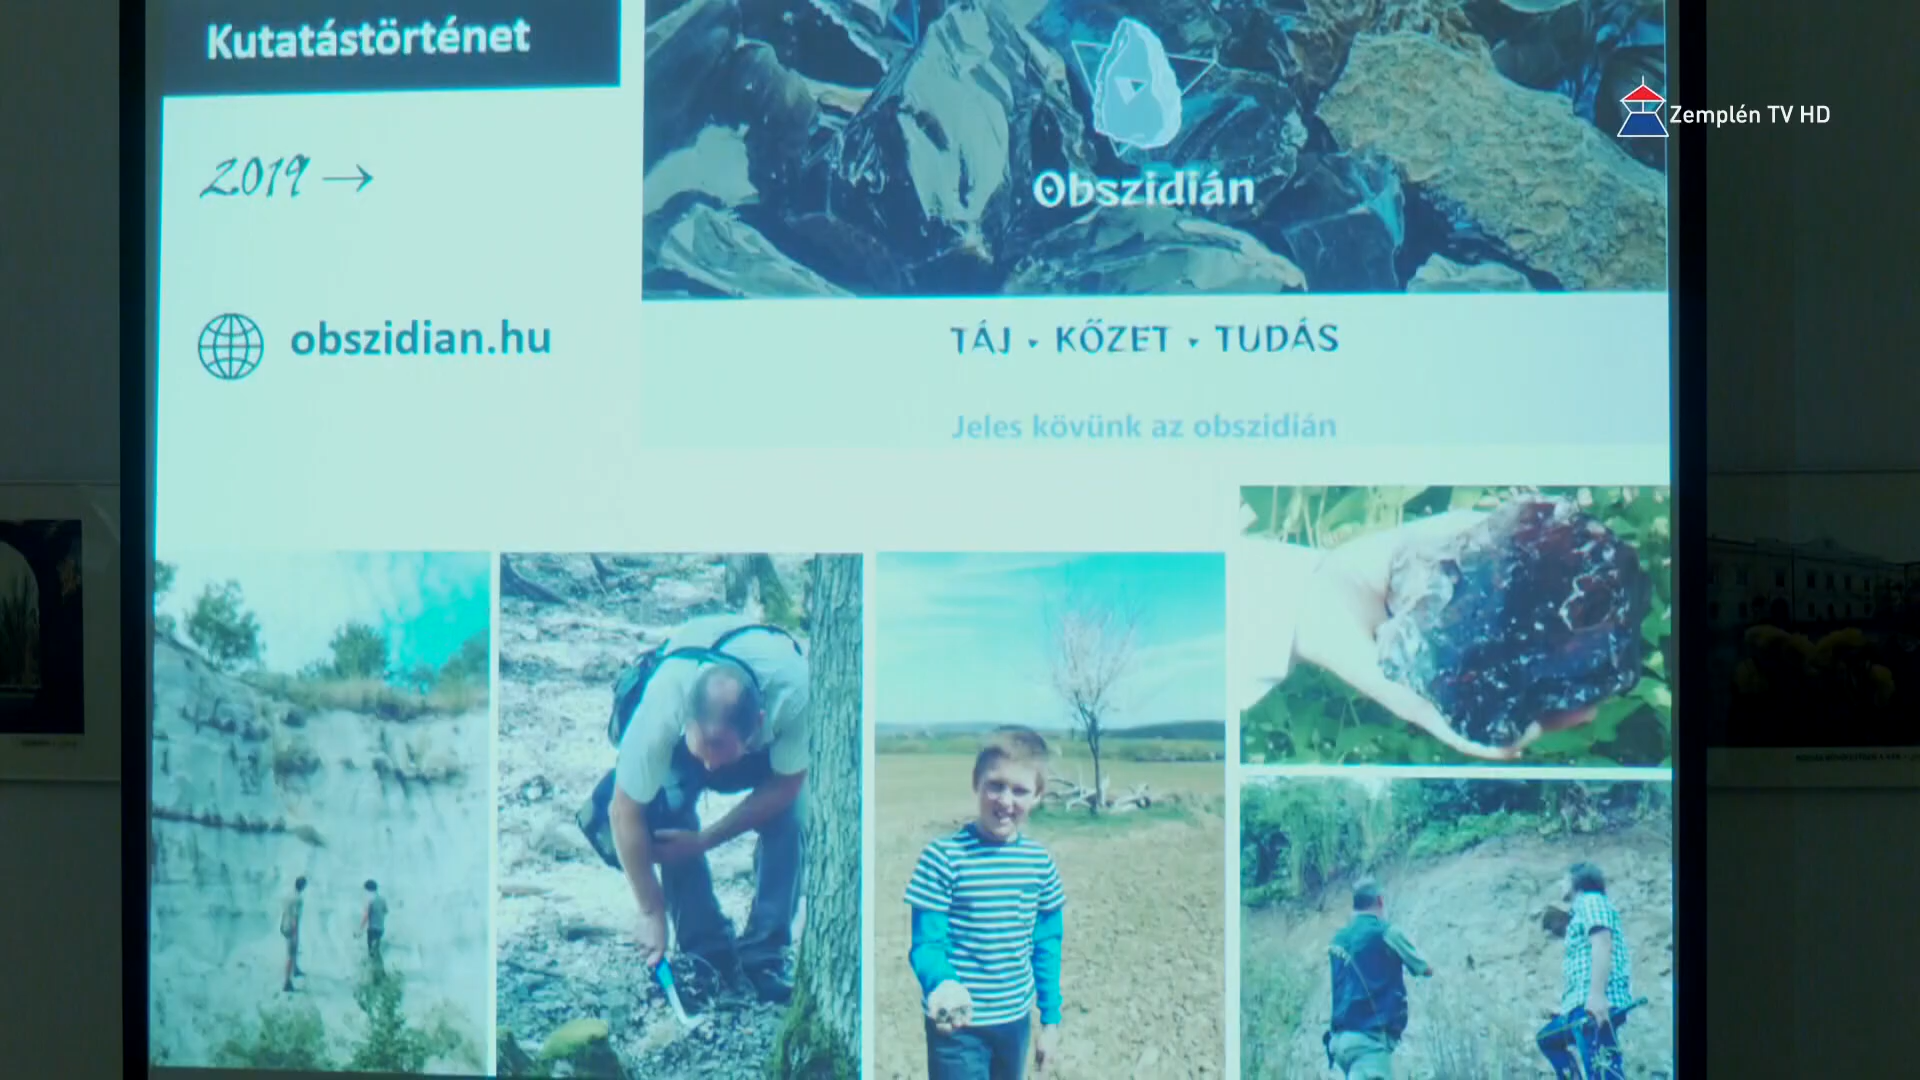 Kutatástörténet
2019 →
obszidian.hu
Obszidián
TÁJ ▾ KŐZET ▾ TUDÁS
Jeles kövünk az obszidián
Zemplén TV HD